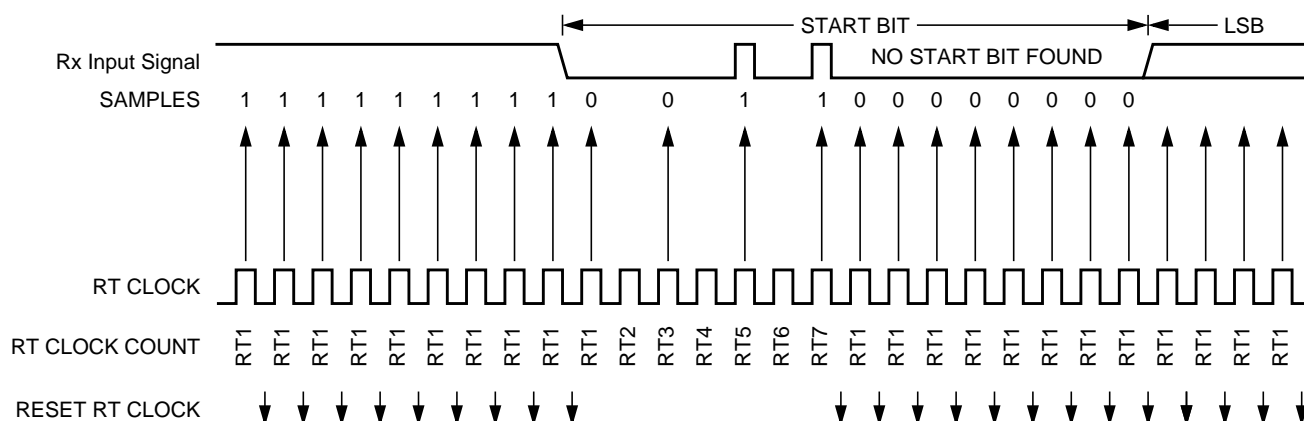 START BIT LSB
Rx Input Signal NO START BIT FOUND
SAMPLES 1 1 1 1 1 1 1 1 1 0 0 1 1 0 0 0 0 0 0 0 0
RT CLOCK
RT CLOCK COUNT RT1 RT1 RT1 RT1 RT1 RT1 RT1 RT1 RT1 RT1 RT2 RT3 RT4 RT5 RT6 RT7 RT1 RT1 RT1 RT1 RT1 RT1 RT1 RT1 RT1 RT1 RT1 RT1
RESET RT CLOCK